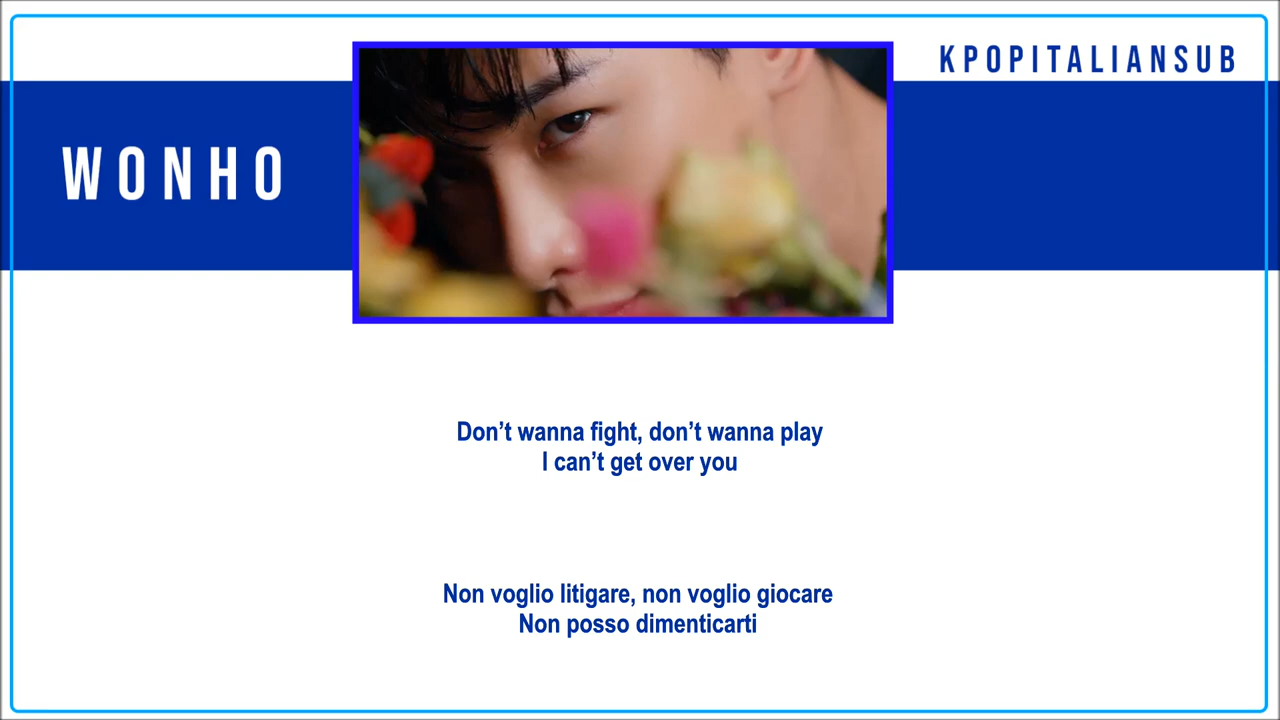 KPOPITALIANSUB
WONHO
Don’t wanna fight, don’t wanna play
I can’t get over you
Non voglio litigare, non voglio giocare
Non posso dimenticarti